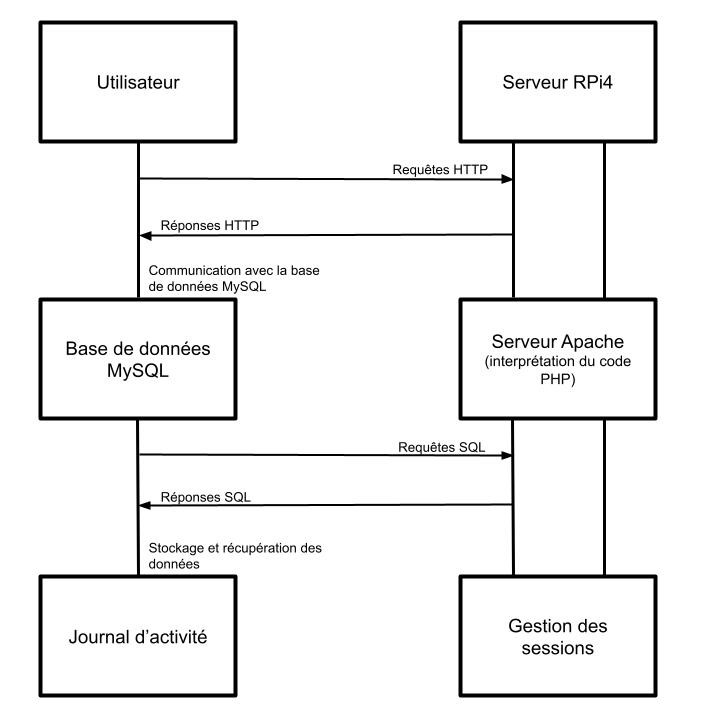 Utilisateur
Serveur RPi4
Requêtes HTTP
Réponses HTTP
Communication avec la base
de données MySQL
Base de données
MySQL
Serveur Apache
(interprétation du code
PHP)
Requêtes SQL
Réponses SQL
Stockage et récupération des
données
Journal d’activité
Gestion des
sessions